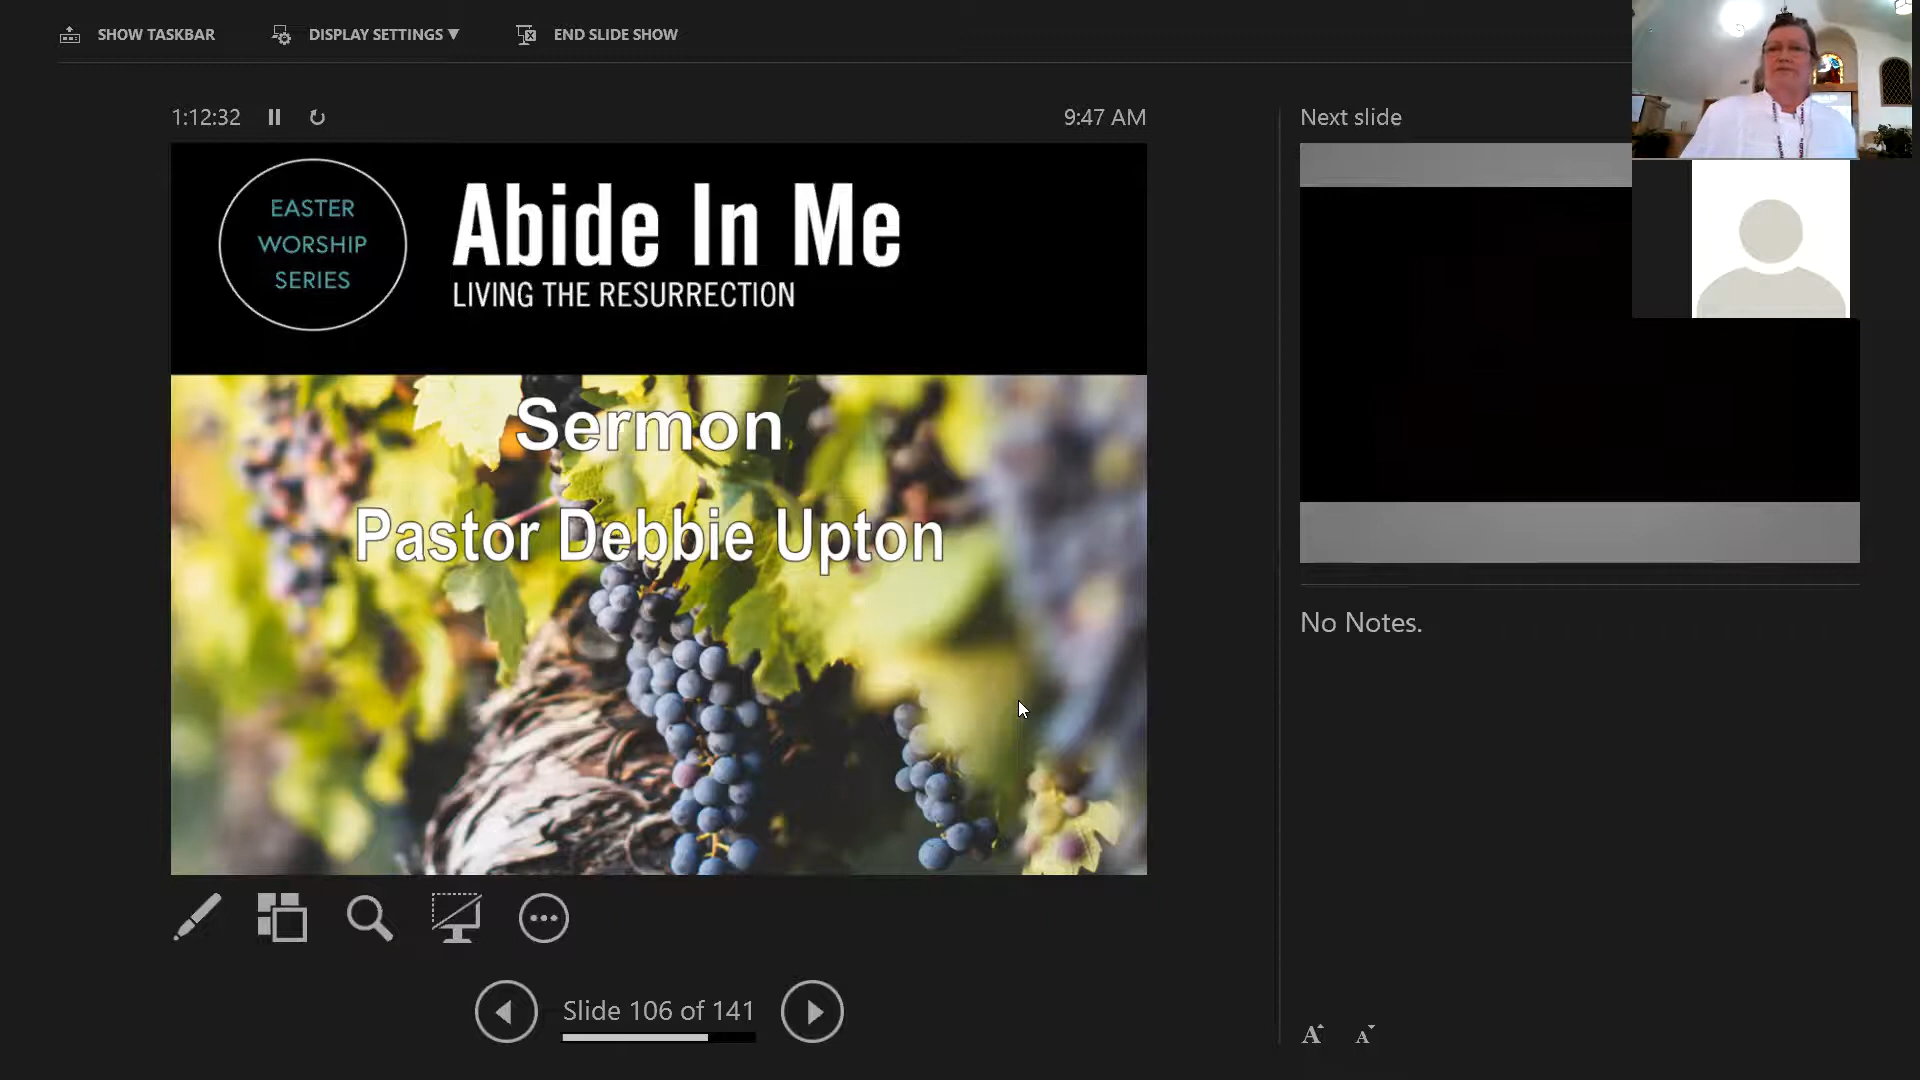 SHOW TASKBAR
DISPLAY SETTINGS ▼
END SLIDE SHOW
1:12:32
9:47 AM
Next slide
EASTER
WORSHIP
SERIES
Abide In Me
LIVING THE RESURRECTION
Sermon
Pastor Debbie Upton
No Notes.
Slide 106 of 141
A
A